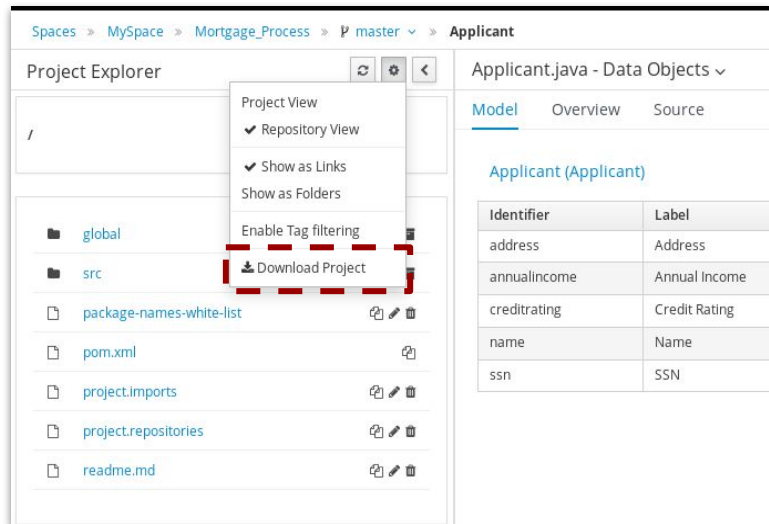 Spaces » MySpace » Mortgage_Process » master » Applicant
Project Explorer
Project View
Repository View
Show as Links
Show as Folders
Enable Tag filtering
Download Project
/
global
src
package-names-white-list
pom.xml
project.imports
project.repositories
readme.md
Applicant.java - Data Objects
Model Overview Source
Applicant (Applicant)
Identifier Label
address Address
annualincome Annual Income
creditrating Credit Rating
name Name
ssn SSN